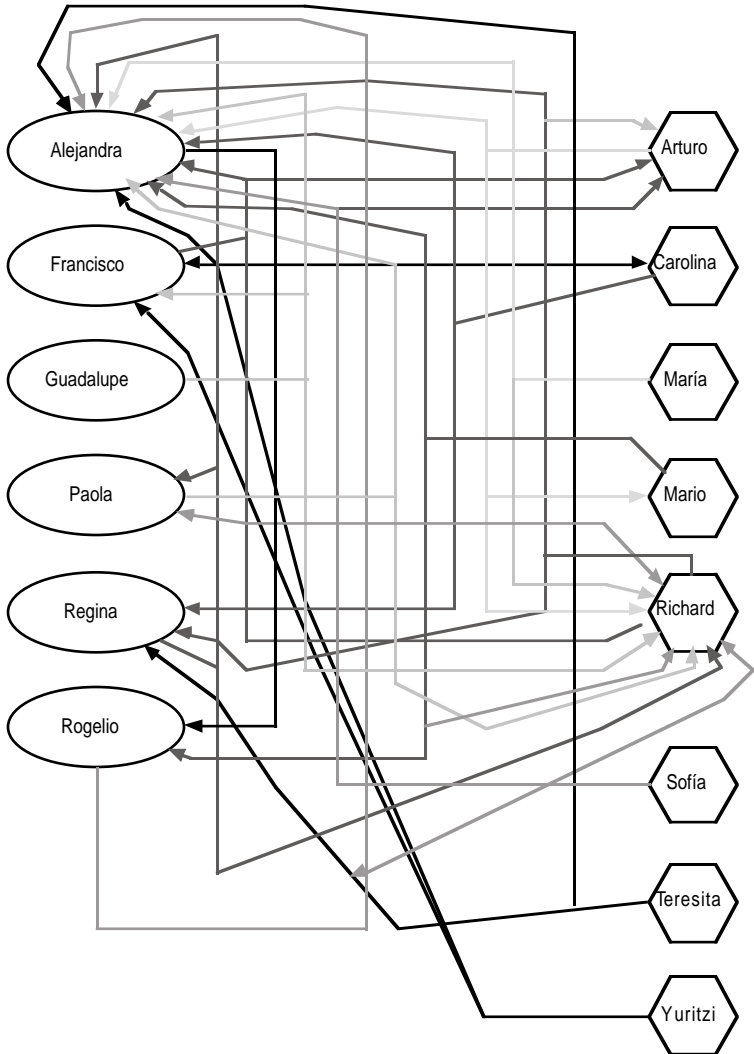 Alejandra
Francisco
Guadalupe
Paola
Regina
Rogelio
Arturo
Carolina
María
Mario
Richard
Sofía
Teresita
Yuritzi